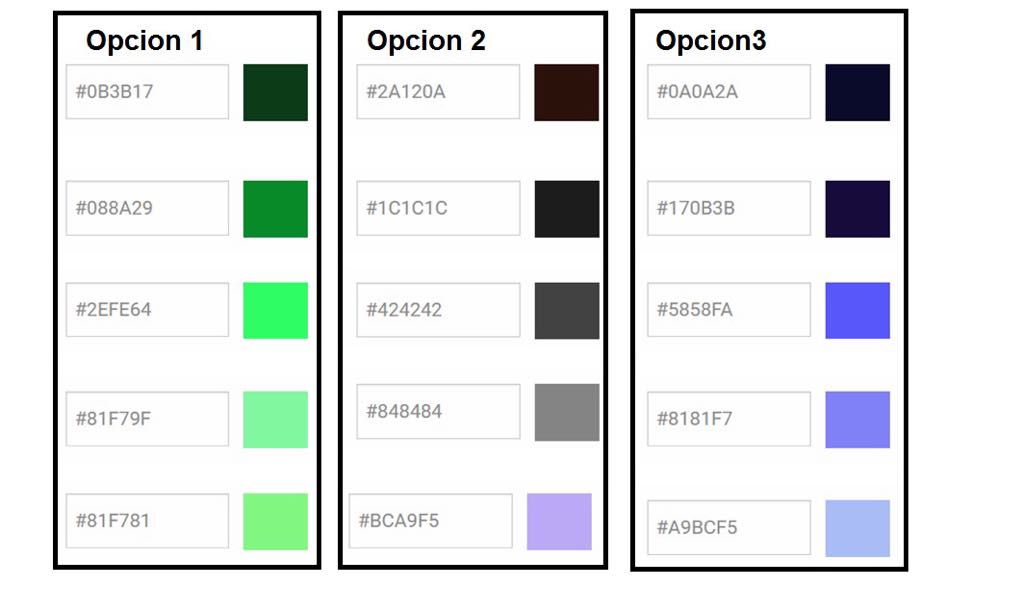 Opcion 1
#0B3B17
#088A29
#2EFE64
#81F79F
#81F781
Opcion 2
#2A120A
#1C1C1C
#424242
#848484
#BCA9F5
Opcion3
#0A0A2A
#170B3B
#5858FA
#8181F7
#A9BCF5